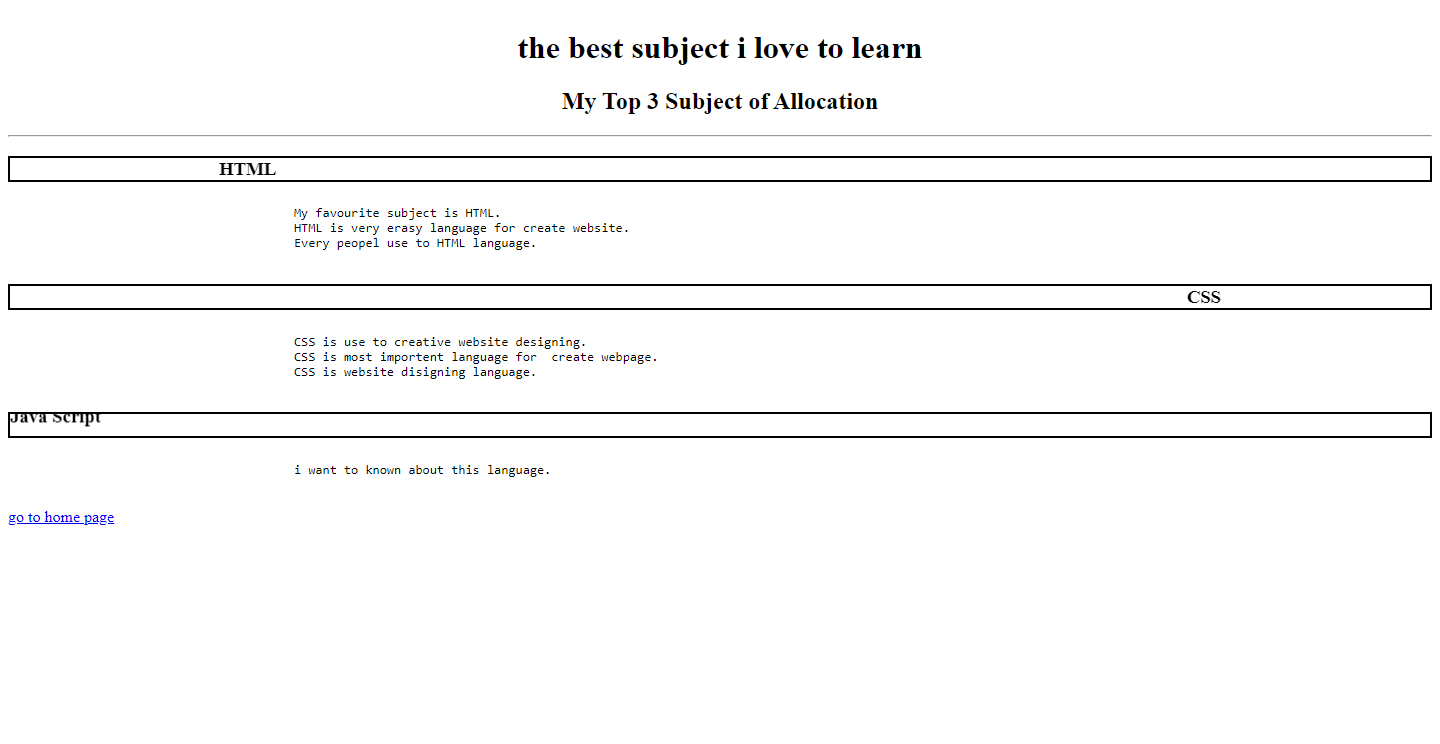 the best subject i love to learn
My Top 3 Subject of Allocation
HTML
My favourite subject is HTML.
HTML is very erasy language for create website.
Every peopel use to HTML language.
CSS
CSS is use to creative website designing.
CSS is most importent language for  create webpage.
CSS is website disigning language.
Java Script
i want to known about this language.
go to home page